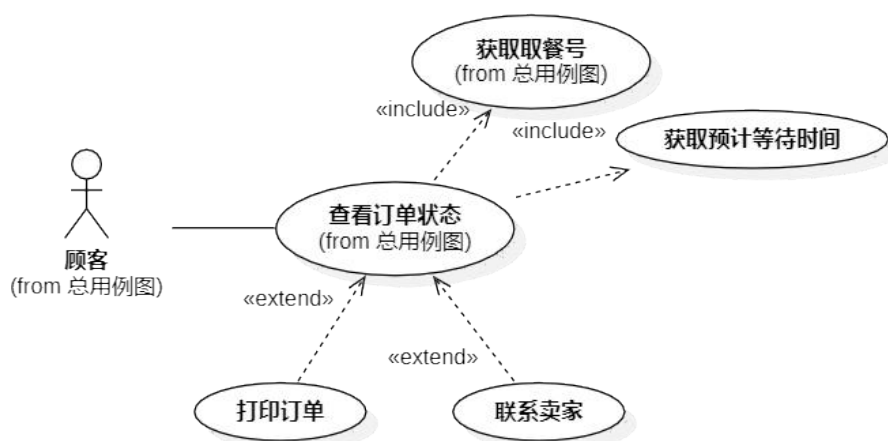 获取取餐号
(from 总用例图)
«include»
«include»
获取预计等待时间
查看订单状态
(from 总用例图)
顾客
(from 总用例图)
«extend»
«extend»
打印订单
联系卖家